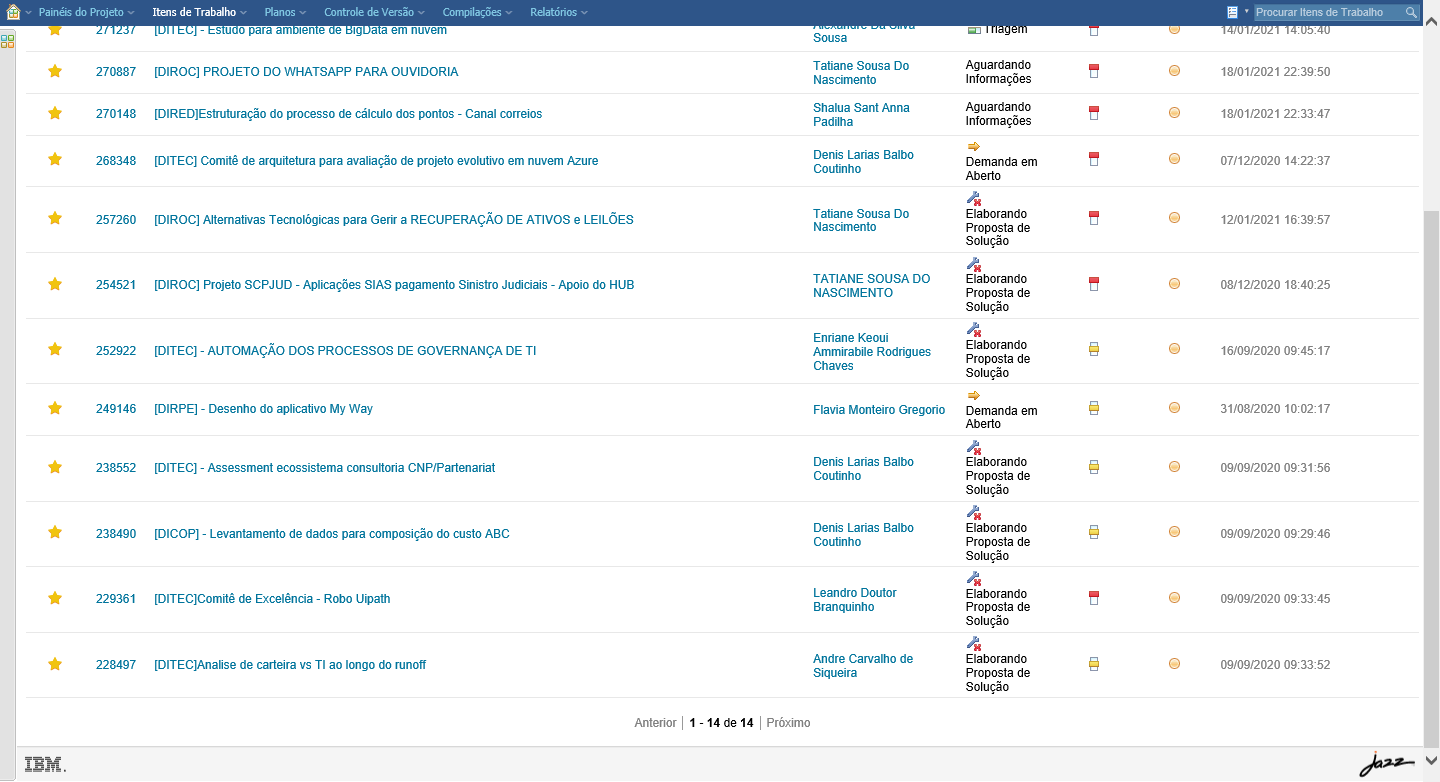 Painéis do Projeto Itens de Trabalho Planos Controle de Versão Compilações Relatórios Procurar Itens de Trabalho
271237 [DITEC] - Estudo para ambiente de BigData em nuvem Alexandre Da Silva Triagem 14/01/2021 14:05:40
Sousa
270887 [DIROC] PROJETO DO WHATSAPP PARA OUVIDORIA Tatiane Sousa Do Aguardando 18/01/2021 22:39:50
Nascimento Informações
270148 [DIRED]Estruturação do processo de cálculo dos pontos - Canal correios Shalua Sant Anna Aguardando 18/01/2021 22:33:47
Padilha Informações
268348 [DITEC] Comitê de arquitetura para avaliação de projeto evolutivo em nuvem Azure Denis Larias Balbo Demanda em 07/12/2020 14:22:37
Coutinho Aberto
257260 [DIROC] Alternativas Tecnológicas para Gerir a RECUPERAÇÃO DE ATIVOS e LEILÕES Tatiane Sousa Do Elaborando 12/01/2021 16:39:57
Nascimento Proposta de
Solução
254521 [DIROC] Projeto SCPJUD - Aplicações SIAS pagamento Sinistro Judiciais - Apoio do HUB TATIANE SOUSA DO Elaborando 08/12/2020 18:40:25
NASCIMENTO Proposta de
Solução
252922 [DITEC] - AUTOMAÇÃO DOS PROCESSOS DE GOVERNANÇA DE TI Enriane Keoui Elaborando 16/09/2020 09:45:17
Ammirabile Rodrigues Proposta de
Chaves Solução
249146 [DIRPE] - Desenho do aplicativo My Way Flavia Monteiro Gregorio Demanda em 31/08/2020 10:02:17
Aberto
238552 [DITEC] - Assessment ecossistema consultoria CNP/Partenariat Denis Larias Balbo Elaborando 09/09/2020 09:31:56
Coutinho Proposta de
Solução
238490 [DICOP] - Levantamento de dados para composição do custo ABC Denis Larias Balbo Elaborando 09/09/2020 09:29:46
Coutinho Proposta de
Solução
229361 [DITEC]Comitê de Excelência - Robo Uipath Leandro Doutor Elaborando 09/09/2020 09:33:45
Branquinho Proposta de
Solução
228497 [DITEC]Analise de carteira vs TI ao longo do runoff Andre Carvalho de Elaborando 09/09/2020 09:33:52
Siqueira Proposta de
Solução
Anterior | 1 - 14 de 14 | Próximo
IBM. jazz